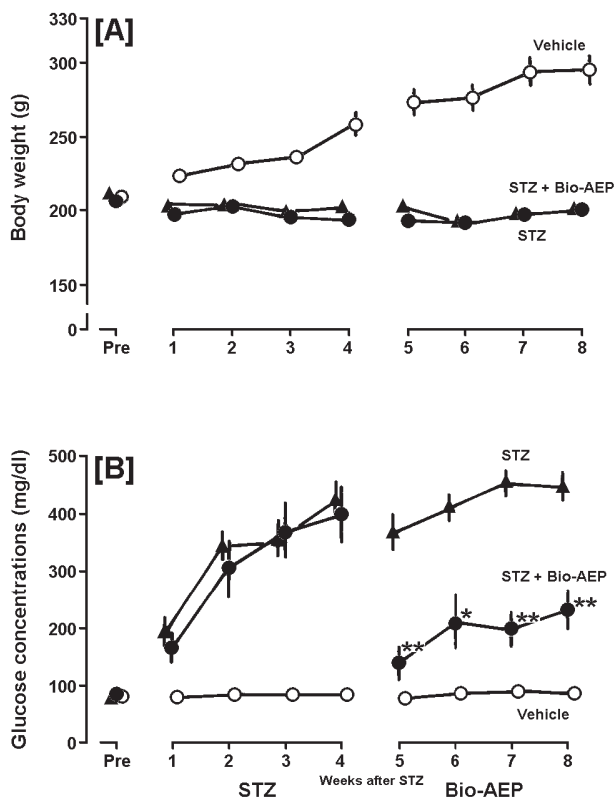 [A]
Body weight (g)
330
300
250
200
150
0
Vehicle
STZ + Bio-AEP
STZ
Pre 1 2 3 4 5 6 7 8
[B]
Glucose concentrations (mg/dl)
500
400
300
200
100
0
STZ
STZ + Bio-AEP
** * ** **
Vehicle
Pre 1 2 3 4 5 6 7 8
STZ Weeks after STZ Bio-AEP